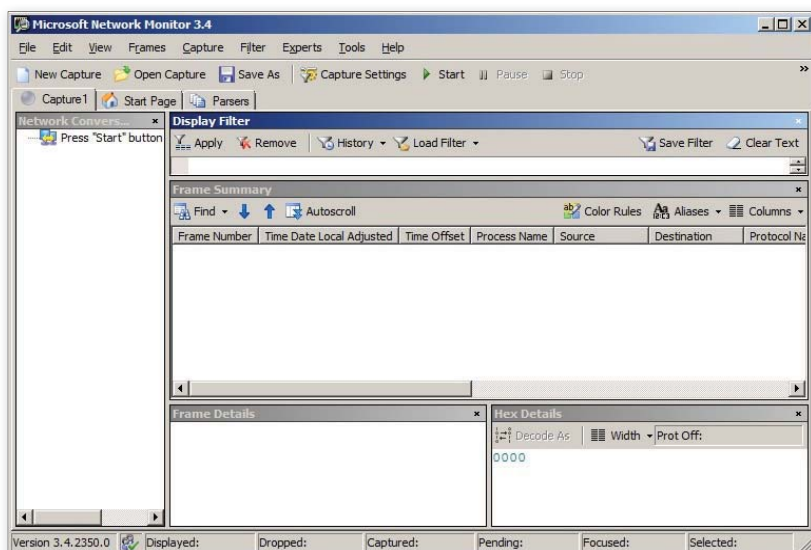 Microsoft Network Monitor 3.4
File Edit View Frames Capture Filter Experts Tools Help
New Capture Open Capture Save As Capture Settings Start Pause Stop »
Capture1 Start Page Parsers
Network Convers...
Press "Start" button
Display Filter
Apply Remove History Load Filter Save Filter Clear Text
Frame Summary
Find Autoscroll Color Rules Aliases Columns
Frame Number Time Date Local Adjusted Time Offset Process Name Source Destination Protocol Na
Frame Details
Hex Details
Decode As Width Prot Off:
0000
Version 3.4.2350.0 Displayed: Dropped: Captured: Pending: Focused: Selected: